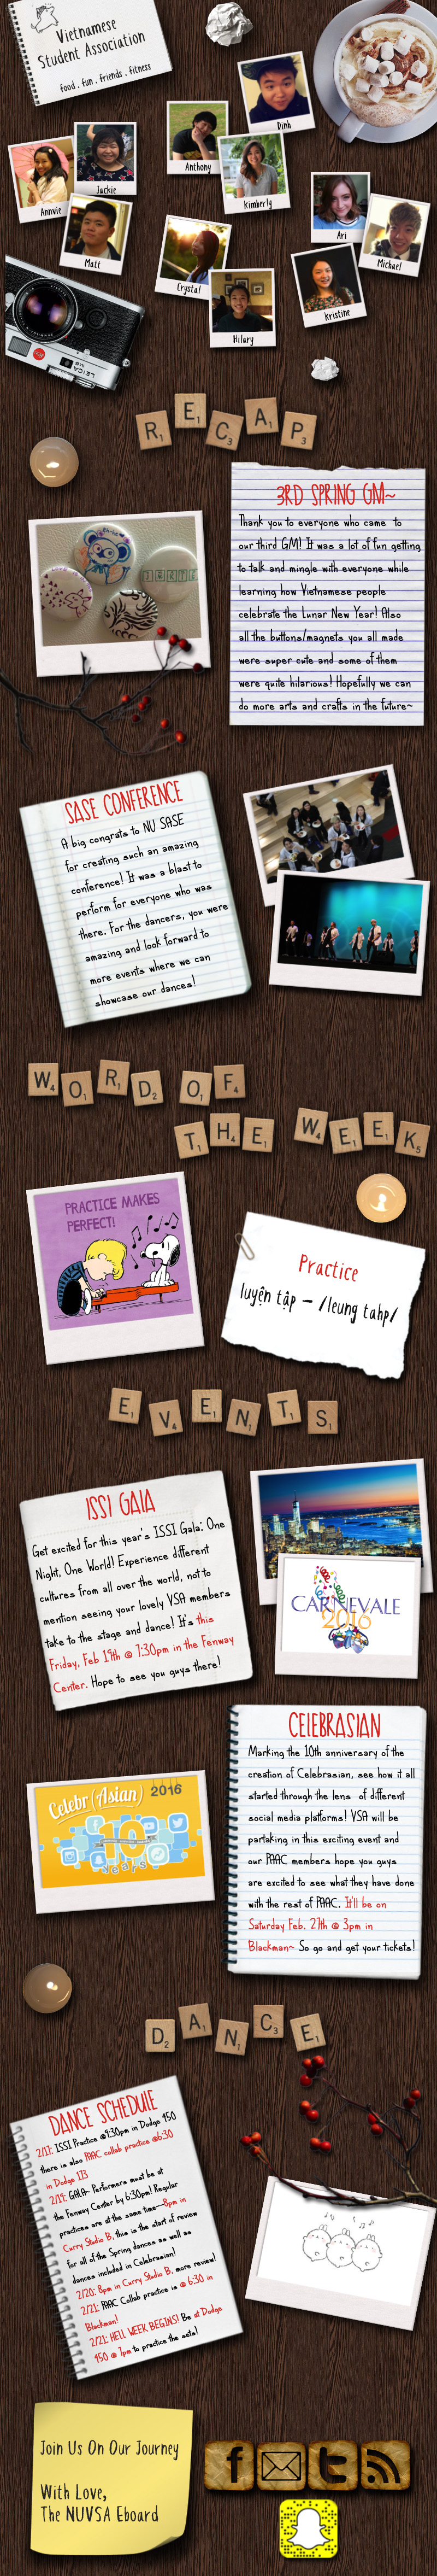 Vietnamese
Student Association
food . fun . friends . fitness
Dinh
Anthony
Jackie
Annvie
Kimberly
Matt
Ari
Michael
Crystal
Kristine
Hilary
LEICA
RECAP
3RD SPRING GM~
Thank you to everyone who came to
our third GM! It was a lot of fun getting
to talk and mingle with everyone while
learning how Vietnamese people
celebrate the Lunar New Year! Also
all the buttons/magnets you all made
were super cute and some of them
were quite hilarious! Hopefully we can
do more arts and crafts in the future~
SASE CONFERENCE
A big congrats to NU SASE
for creating such an amazing
conference! It was a blast to
perform for everyone who was
there. For the dancers, you were
amazing and look forward to
more events where we can
showcase our dances!
WORD OF
THE WEEK
PRACTICE MAKES
PERFECT!
Practice
luyện tập - /leung tahp/
EVENTS
ISSI GALA
Get excited for this year's ISSI Gala: One
Night, One World! Experience different
cultures from all over the world, not to
mention seeing your lovely VSA members
take to the stage and dance! It's this
Friday, Feb 19th @ 7:30pm in the Fenway
Center. Hope to see you guys there!
CARNEVALE
2016
CELEBRASIAN
Marking the 10th anniversary of the
creation of Celebrasian, see how it all
started through the lens of different
social media platforms! VSA will be
partaking in this exciting event and
our PAAC members hope you guys
are excited to see what they have done
with the rest of PAAC. It'll be on
Saturday Feb. 27th @ 3pm in
Blackman~ So go and get your tickets!
Celebr(Asian) 2016
10
years
DANCE
DANCE SCHEDULE
2/17: ISSI Practice @9:30pm in Dodge 450
there is also PAAC collab practice @6:30
in Dodge 173
2/19: GALA~ Performers must be at
the Fenway Center by 6:30pm! Regular
practices are at the same time—8pm in
Curry Studio B, this is the start of review
for all of the Spring dances as well as
dances included in Celebrasian!
2/20: 8pm in Curry Studio B, more review!
2/21: PAAC Collab practice is @ 6:30 in
Blackman!
2/21: HELL WEEK BEGINS! Be at Dodge
450 @ 7pm to practice the sets!
Join Us On Our Journey
With Love,
The NUVSA Eboard